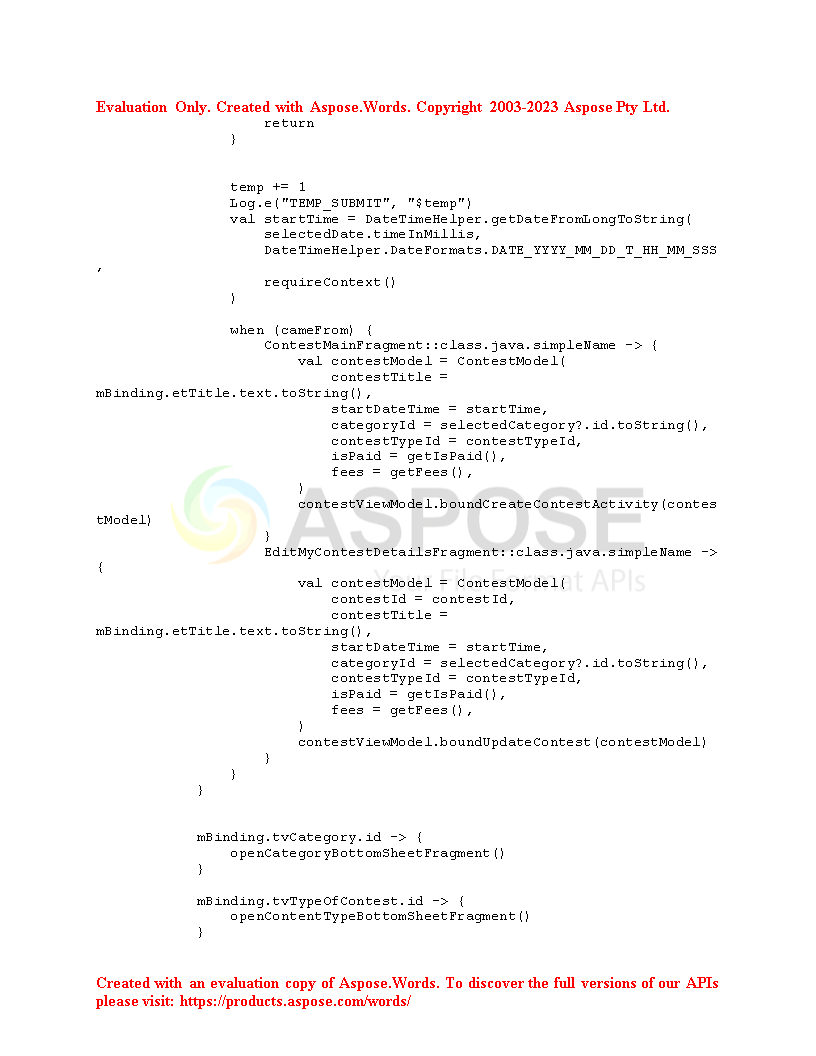 Evaluation Only. Created with Aspose.Words. Copyright 2003-2023 Aspose Pty Ltd.
return
}
temp += 1
Log.e("TEMP_SUBMIT", "$temp")
val startTime = DateTimeHelper.getDateFromLongToString(
selectedDate.timeInMillis,
DateTimeHelper.DateFormats.DATE_YYYY_MM_DD_T_HH_MM_SSS
,
requireContext()
)
when (cameFrom) {
ContestMainFragment::class.java.simpleName -> {
val contestModel = ContestModel(
contestTitle =
mBinding.etTitle.text.toString(),
startDateTime = startTime,
categoryId = selectedCategory?.id.toString(),
contestTypeId = contestTypeId,
isPaid = getIsPaid(),
fees = getFees(),
)
contestViewModel.boundCreateContestActivity(contes
tModel)
}
EditMyContestDetailsFragment::class.java.simpleName ->
{
val contestModel = ContestModel(
contestId = contestId,
contestTitle =
mBinding.etTitle.text.toString(),
startDateTime = startTime,
categoryId = selectedCategory?.id.toString(),
contestTypeId = contestTypeId,
isPaid = getIsPaid(),
fees = getFees(),
)
contestViewModel.boundUpdateContest(contestModel)
}
}
}
mBinding.tvCategory.id -> {
openCategoryBottomSheetFragment()
}
mBinding.tvTypeOfContest.id -> {
openContentTypeBottomSheetFragment()
}
ASPOSE
Your File Format APIs
Created with an evaluation copy of Aspose.Words. To discover the full versions of our APIs
please visit: https://products.aspose.com/words/